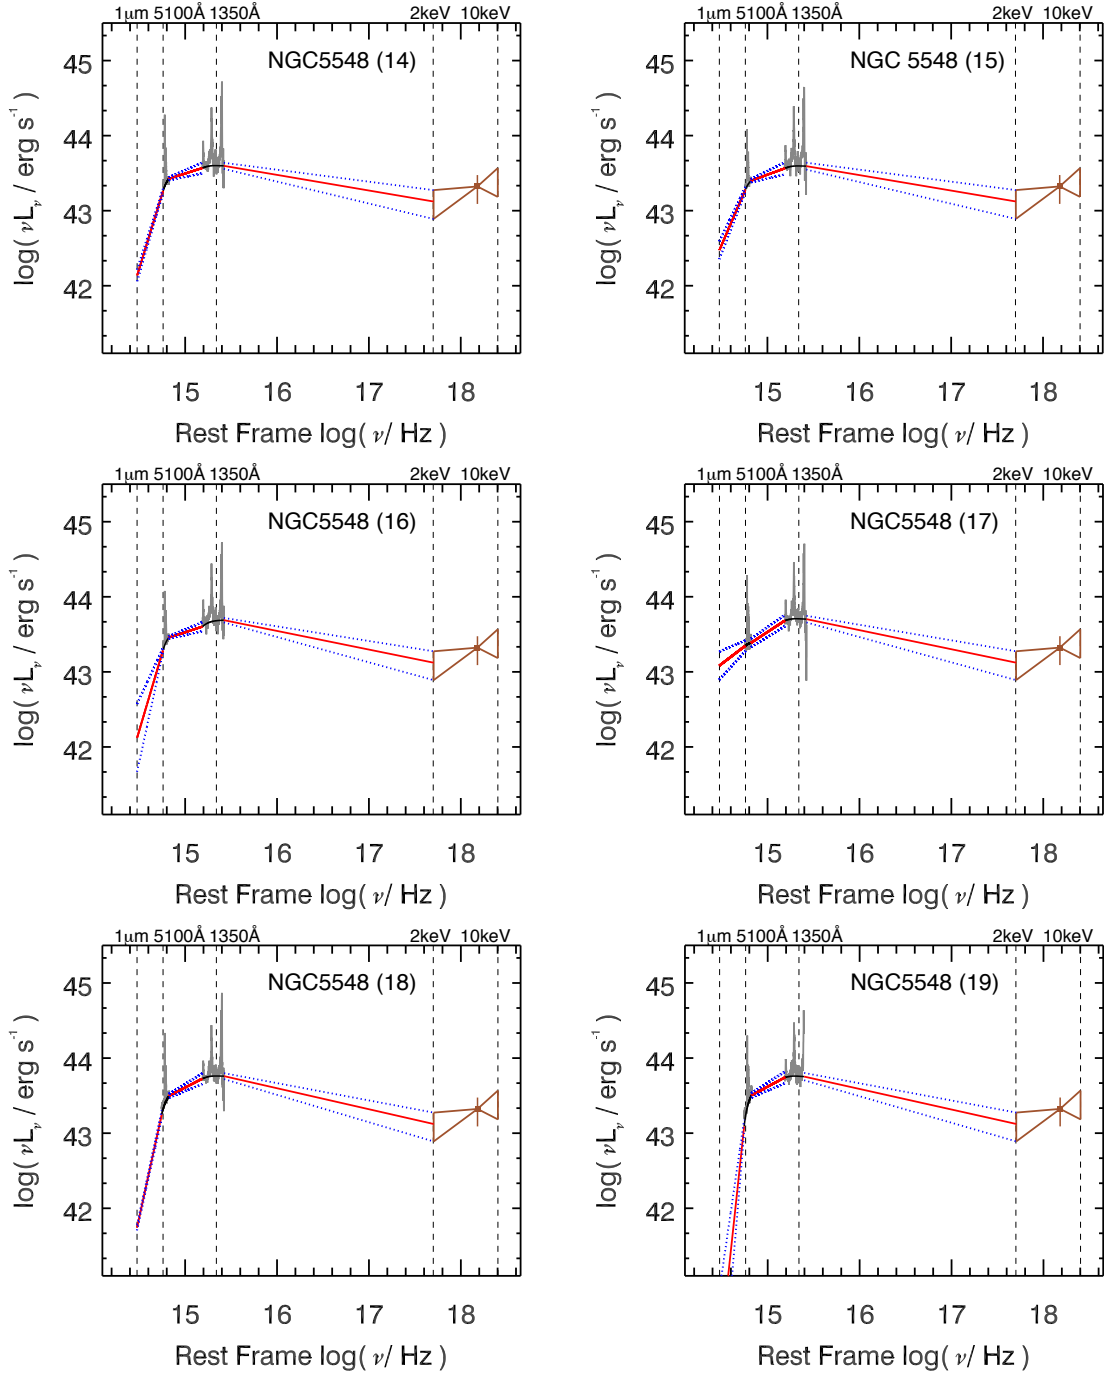 1μm 5100Å 1350Å 2keV 10keV
NGC5548 (14)
45
44
43
42
log( νLν / erg s⁻¹ )
15 16 17 18
Rest Frame log( ν/ Hz )
1μm 5100Å 1350Å 2keV 10keV
NGC 5548 (15)
45
44
43
42
log( νLν / erg s⁻¹ )
15 16 17 18
Rest Frame log( ν/ Hz )
1μm 5100Å 1350Å 2keV 10keV
NGC5548 (16)
45
44
43
42
log( νLν / erg s⁻¹ )
15 16 17 18
Rest Frame log( ν/ Hz )
1μm 5100Å 1350Å 2keV 10keV
NGC5548 (17)
45
44
43
42
log( νLν / erg s⁻¹ )
15 16 17 18
Rest Frame log( ν/ Hz )
1μm 5100Å 1350Å 2keV 10keV
NGC5548 (18)
45
44
43
42
log( νLν / erg s⁻¹ )
15 16 17 18
Rest Frame log( ν/ Hz )
1μm 5100Å 1350Å 2keV 10keV
NGC5548 (19)
45
44
43
42
log( νLν / erg s⁻¹ )
15 16 17 18
Rest Frame log( ν/ Hz )